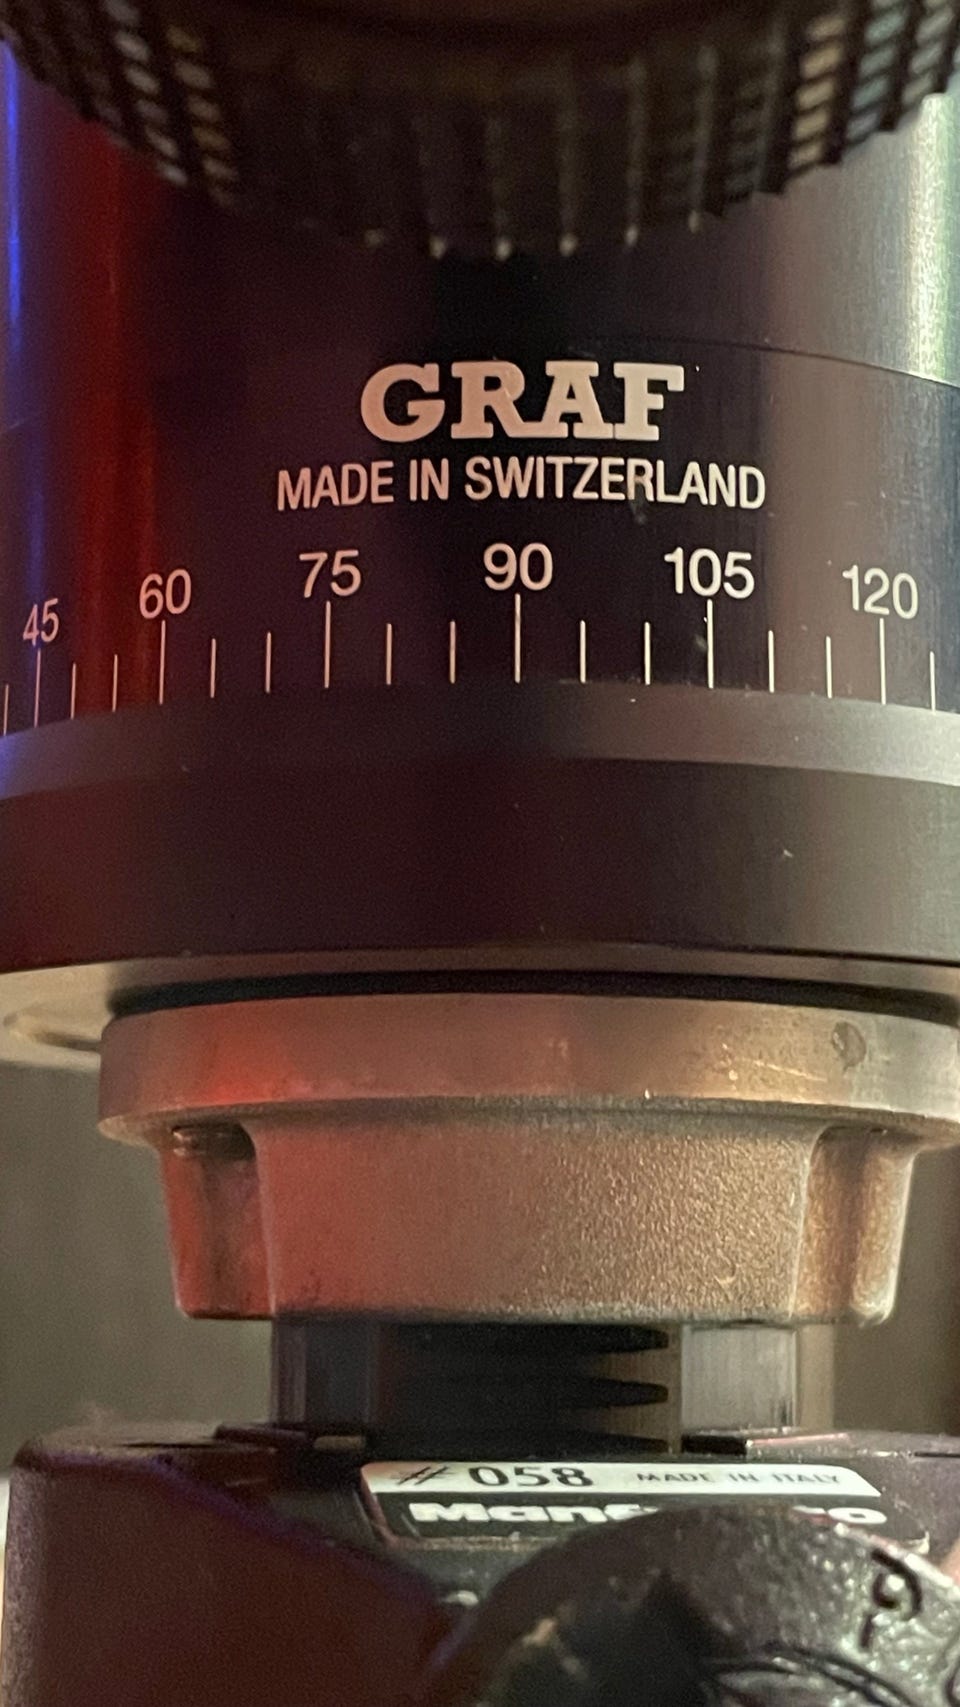 GRAF
MADE IN SWITZERLAND
45 60 75 90 105 120
# 058 MADE IN ITALY